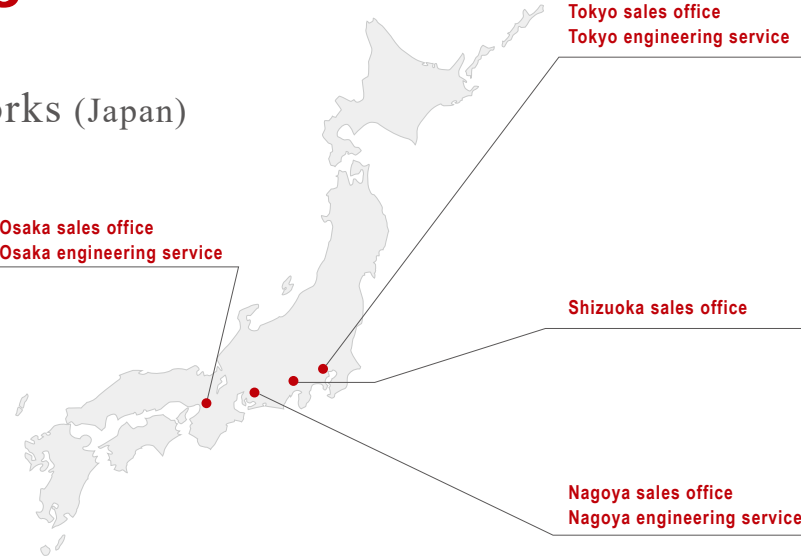 (Japan)
Tokyo sales office
Tokyo engineering service
Osaka sales office
Osaka engineering service
Shizuoka sales office
Nagoya sales office
Nagoya engineering service